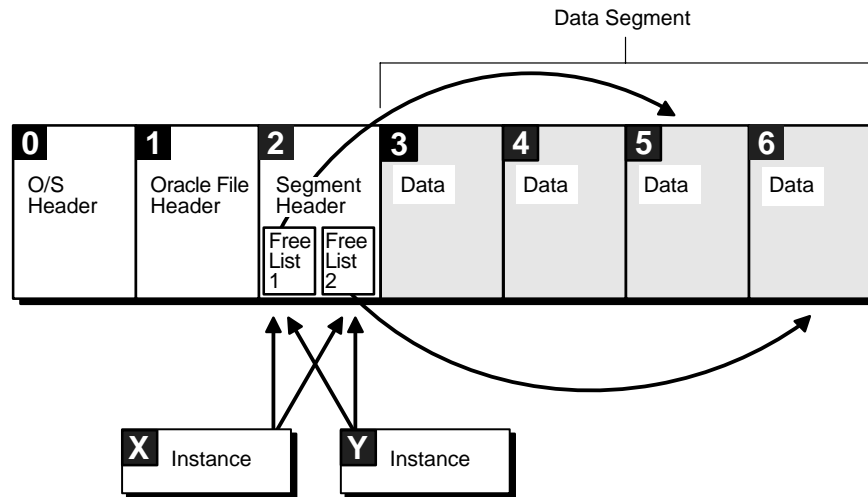 Data Segment
0
O/S
Header
1
Oracle File
Header
2
Segment
Header
Free
List
1
Free
List
2
3
Data
4
Data
5
Data
6
Data
X
Instance
Y
Instance